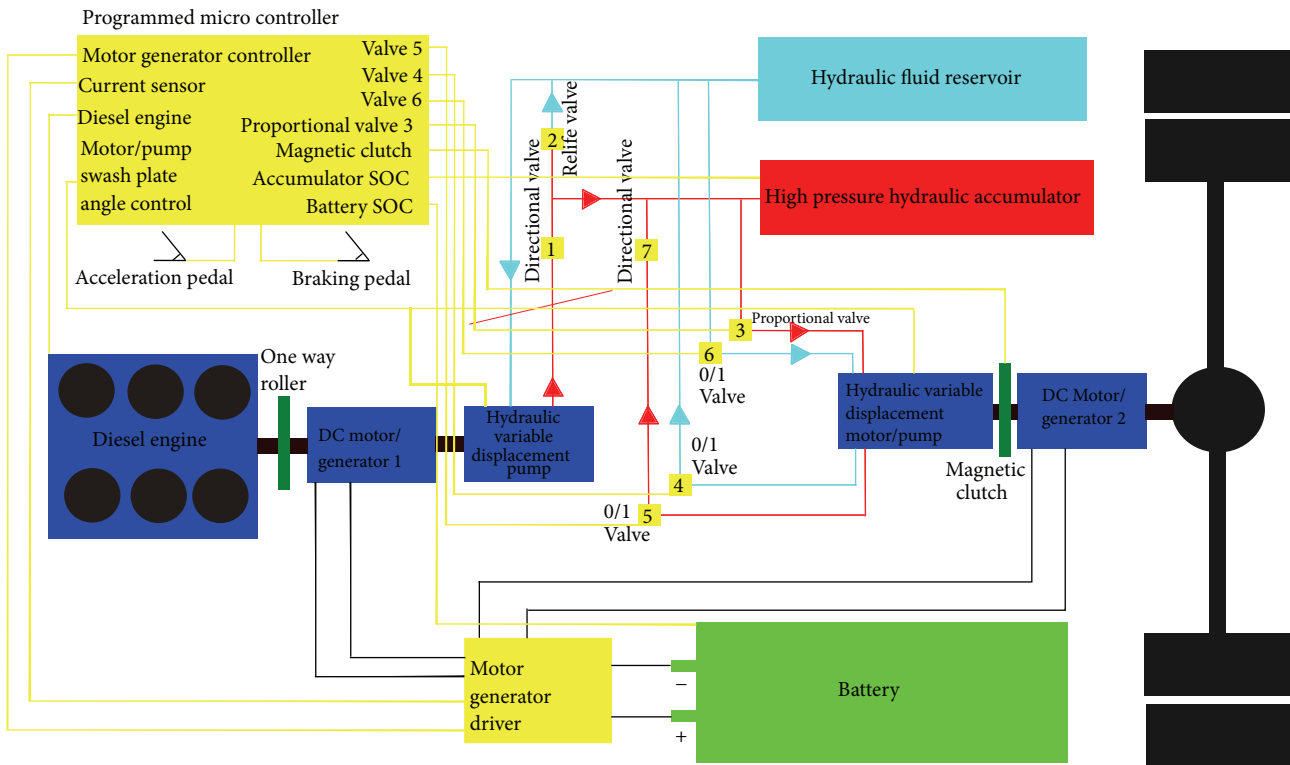 Programmed micro controller
Motor generator controller
Current sensor
Diesel engine
Motor/pump
swash plate
angle control
Valve 5
Valve 4
Valve 6
Proportional valve 3
Magnetic clutch
Accumulator SOC
Battery SOC
Acceleration pedal
Braking pedal
Hydraulic fluid reservoir
High pressure hydraulic accumulator
2
Relife valve
Directional valve
1
Directional valve
7
3
Proportional valve
6
0/1
Valve
0/1
Valve
4
0/1
Valve
5
One way
roller
Diesel engine
DC motor/
generator 1
Hydraulic
variable
displacement
pump
Hydraulic variable
displacement
motor/pump
DC Motor/
generator 2
Magnetic
clutch
Motor
generator
driver
−
+
Battery